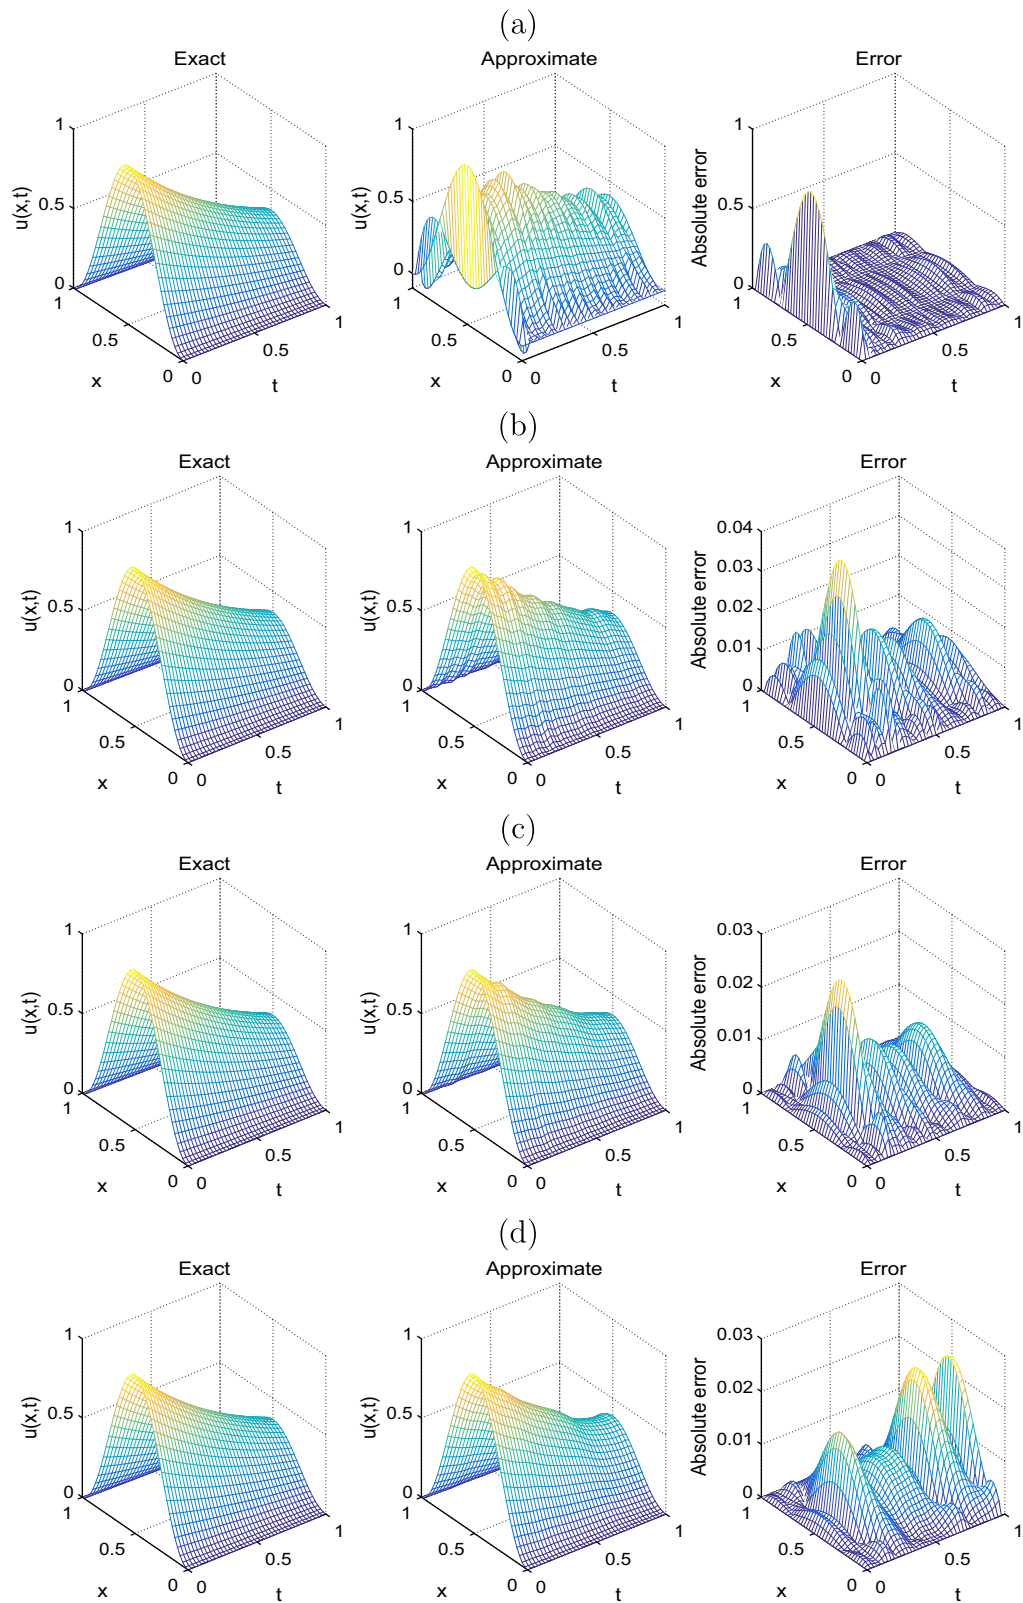 (a)
Exact Approximate Error
1 1 1
u(x,t) u(x,t) Absolute error
0.5 0.5 0.5
0 0 0
1 1 1 1 1 1
0.5 0.5 0.5 0.5 0.5 0.5
x 0 0 t x 0 0 t x 0 0 t
(b)
Exact Approximate Error
1 1 0.04
0.03
u(x,t) u(x,t) Absolute error
0.5 0.5 0.02
0.01
0 0 0
1 1 1 1 1 1
0.5 0.5 0.5 0.5 0.5 0.5
x 0 0 t x 0 0 t x 0 0 t
(c)
Exact Approximate Error
1 1 0.03
0.02
u(x,t) u(x,t) Absolute error
0.5 0.5 0.01
0 0 0
1 1 1 1 1 1
0.5 0.5 0.5 0.5 0.5 0.5
x 0 0 t x 0 0 t x 0 0 t
(d)
Exact Approximate Error
1 1 0.03
0.02
u(x,t) u(x,t) Absolute error
0.5 0.5 0.01
0 0 0
1 1 1 1 1 1
0.5 0.5 0.5 0.5 0.5 0.5
x 0 0 t x 0 0 t x 0 0 t